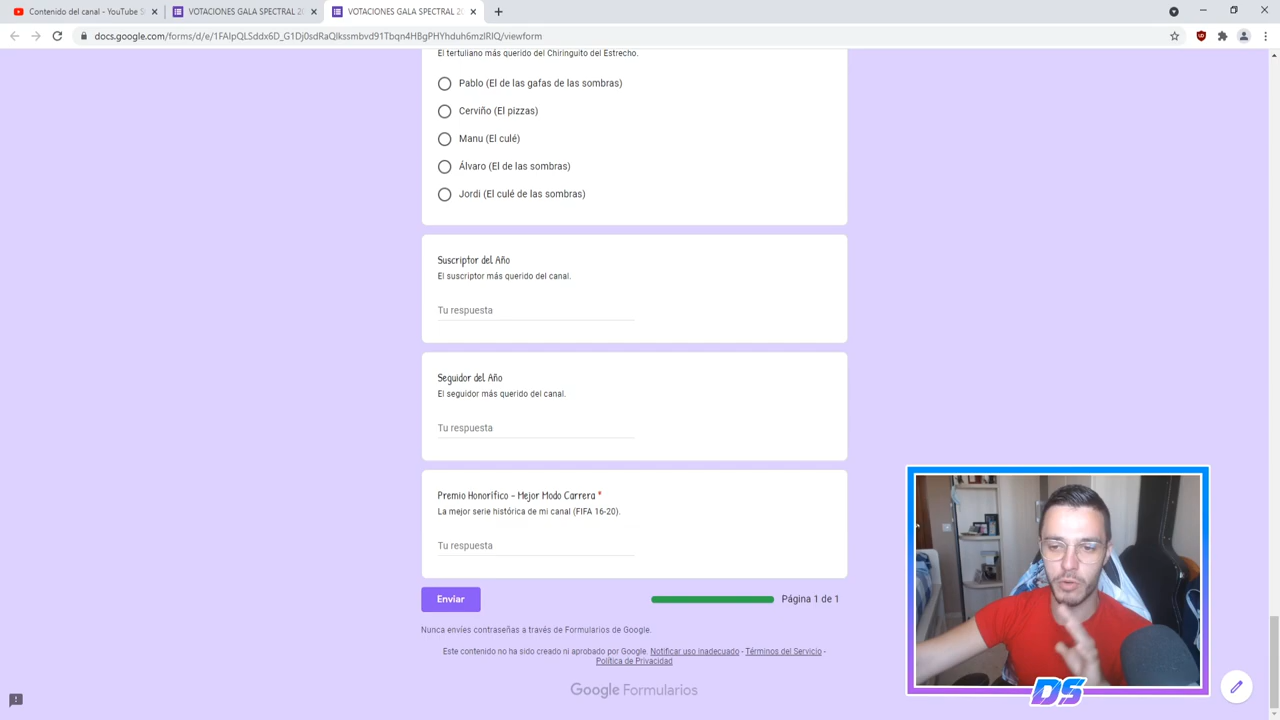 Contenido del canal - YouTube S
VOTACIONES GALA SPECTRAL 20
VOTACIONES GALA SPECTRAL 20
docs.google.com/forms/d/e/1FAIpQLSddx6D_G1Dj0sdRaQIkssmbvd91Tbqn4HBgPHYhduh6mzIRIQ/viewform
El tertuliano más querido del Chiringuito del Estrecho.
Pablo (El de las gafas de las sombras)
Cerviño (El pizzas)
Manu (El culé)
Álvaro (El de las sombras)
Jordi (El culé de las sombras)
Suscriptor del Año
El suscriptor más querido del canal.
Tu respuesta
Seguidor del Año
El seguidor más querido del canal.
Tu respuesta
Premio Honorífico - Mejor Modo Carrera *
La mejor serie histórica de mi canal (FIFA 16-20).
Tu respuesta
Enviar
Página 1 de 1
Nunca envíes contraseñas a través de Formularios de Google.
Este contenido no ha sido creado ni aprobado por Google. Notificar uso inadecuado - Términos del Servicio -
Política de Privacidad
Google Formularios
DS